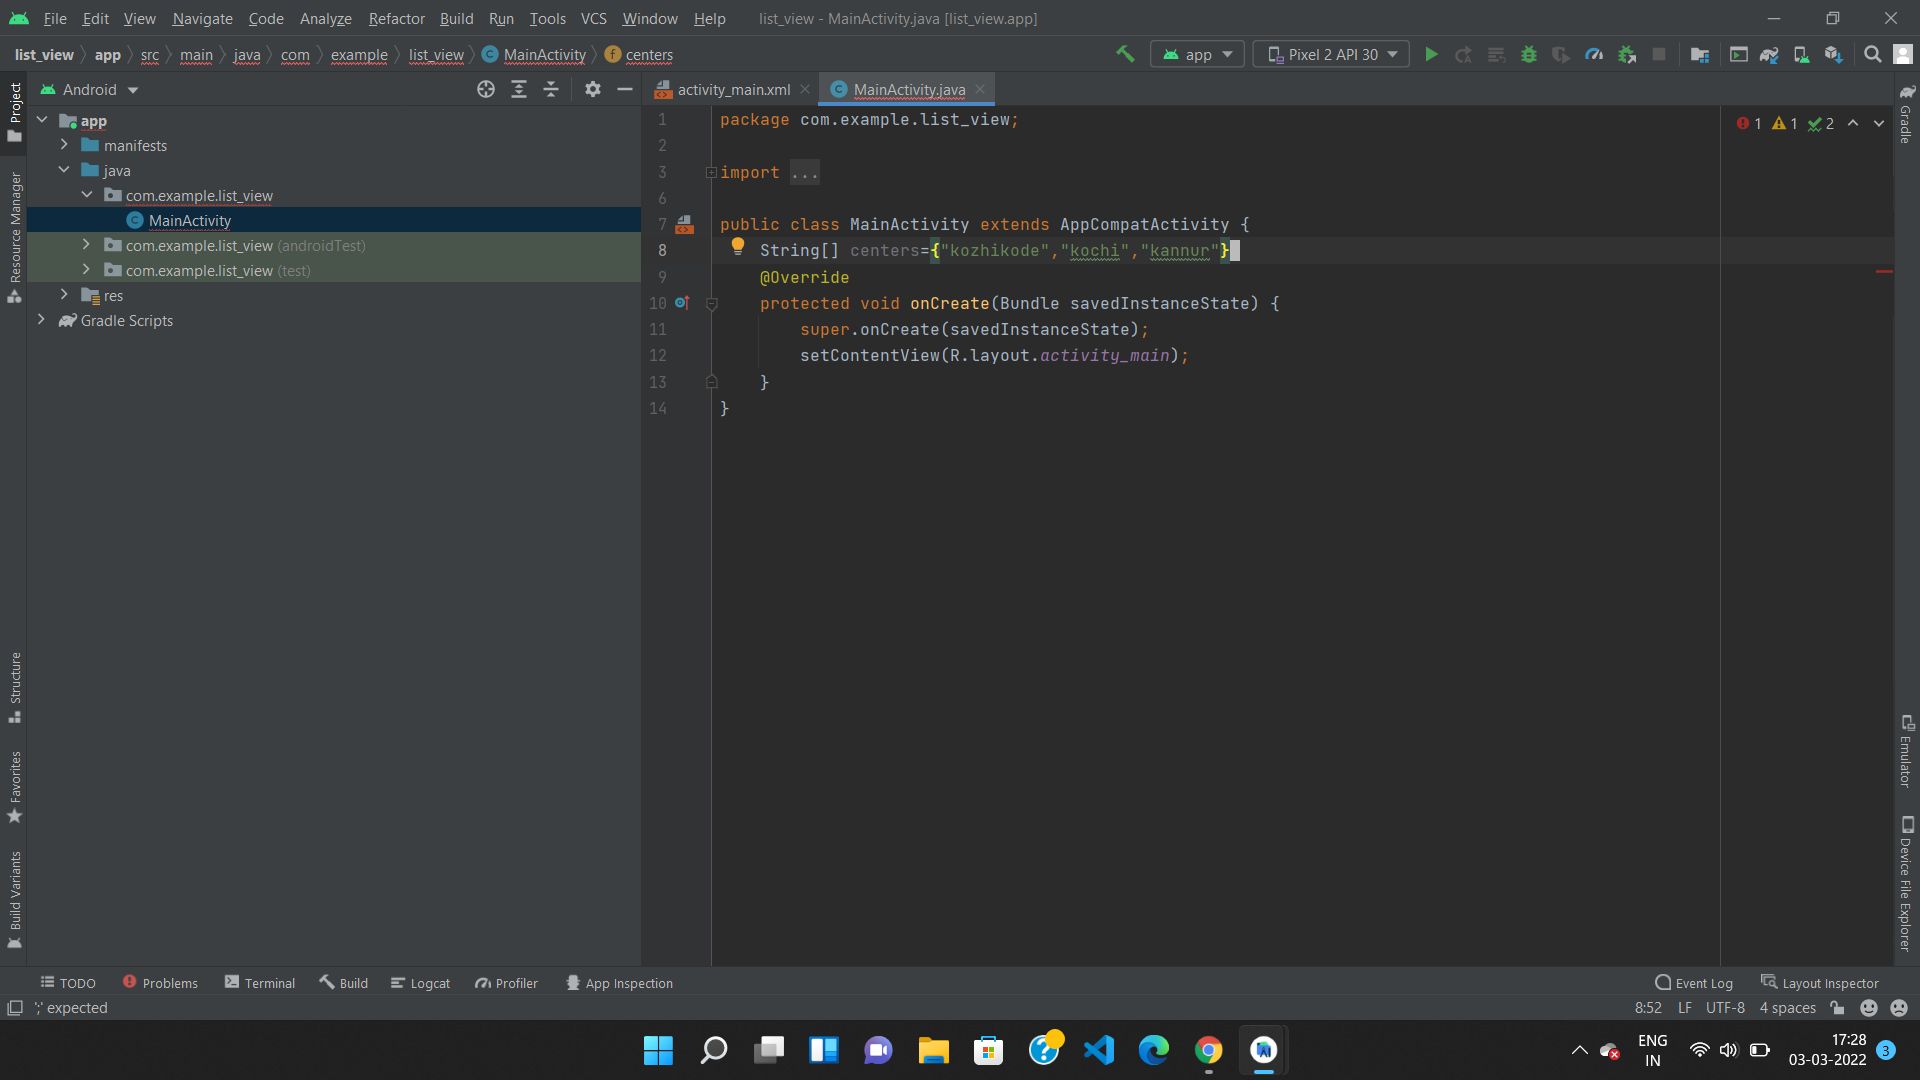 File Edit View Navigate Code Analyze Refactor Build Run Tools VCS Window Help list_view - MainActivity.java [list_view.app]
list_view app src main java com example list_view MainActivity centers app Pixel 2 API 30
Android
activity_main.xml MainActivity.java
Project
Resource Manager
Structure
Favorites
Build Variants
app
manifests
java
com.example.list_view
MainActivity
com.example.list_view (androidTest)
com.example.list_view (test)
res
Gradle Scripts
1 package com.example.list_view;
2
3 import ...
6
7 public class MainActivity extends AppCompatActivity {
8 String[] centers={"kozhikode","kochi","kannur"}
9 @Override
10 protected void onCreate(Bundle savedInstanceState) {
11 super.onCreate(savedInstanceState);
12 setContentView(R.layout.activity_main);
13 }
14 }
1 1 2
Gradle
Emulator
Device File Explorer
TODO Problems Terminal Build Logcat Profiler App Inspection Event Log Layout Inspector
';' expected 8:52 LF UTF-8 4 spaces
ENG
IN
17:28
03-03-2022
3